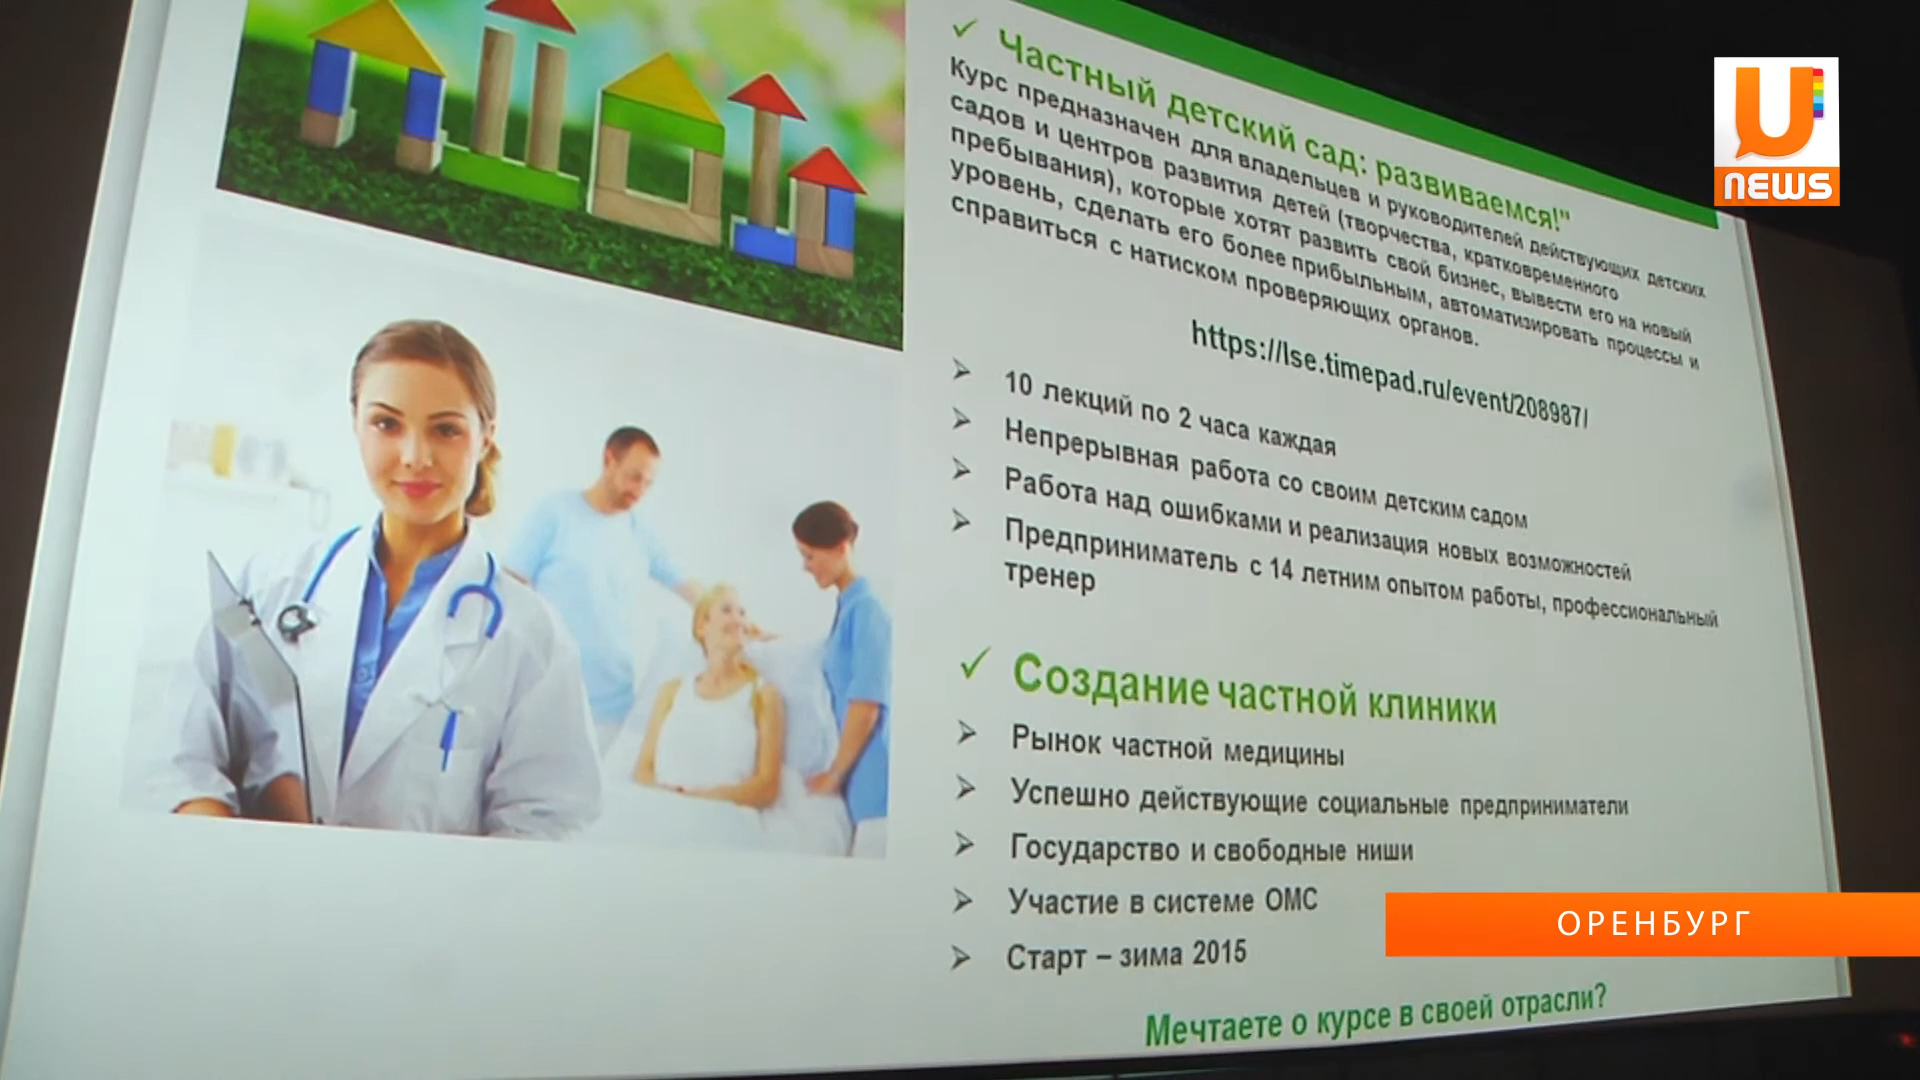 Частный детский сад: развиваемся!"
Курс предназначен для владельцев и руководителей действующих детских
садов и центров развития детей (творчества, кратковременного
пребывания), которые хотят развить свой бизнес, вывести его на новый
уровень, сделать его более прибыльным, автоматизировать процессы и
справиться с натиском проверяющих органов.
https://lse.timepad.ru/event/208987/
10 лекций по 2 часа каждая
Непрерывная работа со своим детским садом
Работа над ошибками и реализация новых возможностей
Предприниматель с 14 летним опытом работы, профессиональный
тренер
Создание частной клиники
Рынок частной медицины
Успешно действующие социальные предприниматели
Государство и свободные ниши
Участие в системе ОМС
Старт – зима 2015
Мечтаете о курсе в своей отрасли?
U
NEWS
ОРЕНБУРГ